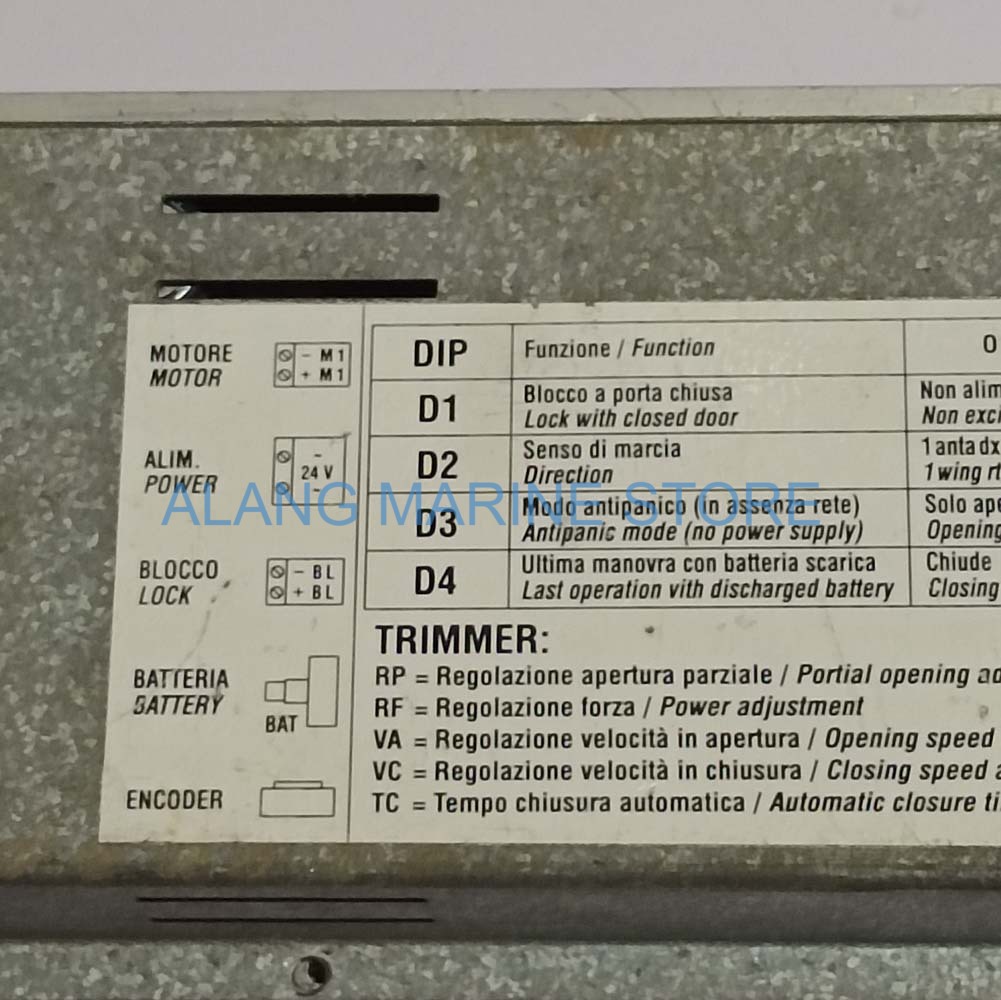 MOTORE
MOTOR
- M1
+ M1
ALIM.
POWER
-
24 V
~
BLOCCO
LOCK
- BL
+ BL
BATTERIA
BATTERY
BAT
ENCODER
DIP Funzione / Function 0
D1 Blocco a porta chiusa Non alim
Lock with closed door Non exci
D2 Senso di marcia 1 anta dx
Direction 1 wing rt
D3 Modo antipanico (in assenza rete) Solo ape
Antipanic mode (no power supply) Opening
D4 Ultima manovra con batteria scarica Chiude
Last operation vith discharged battery Closing
TRIMMER:
RP = Regolazione apertura parziale / Portial opening ad
RF = Regolazione forza / Power adjustment
VA = Regolazione velocità in apertura / Opening speed
VC = Regolazione velocità in chiusura / Closing speed a
TC = Tempo chiusura automatica / Automatic closure ti
ALANG MARINE STORE